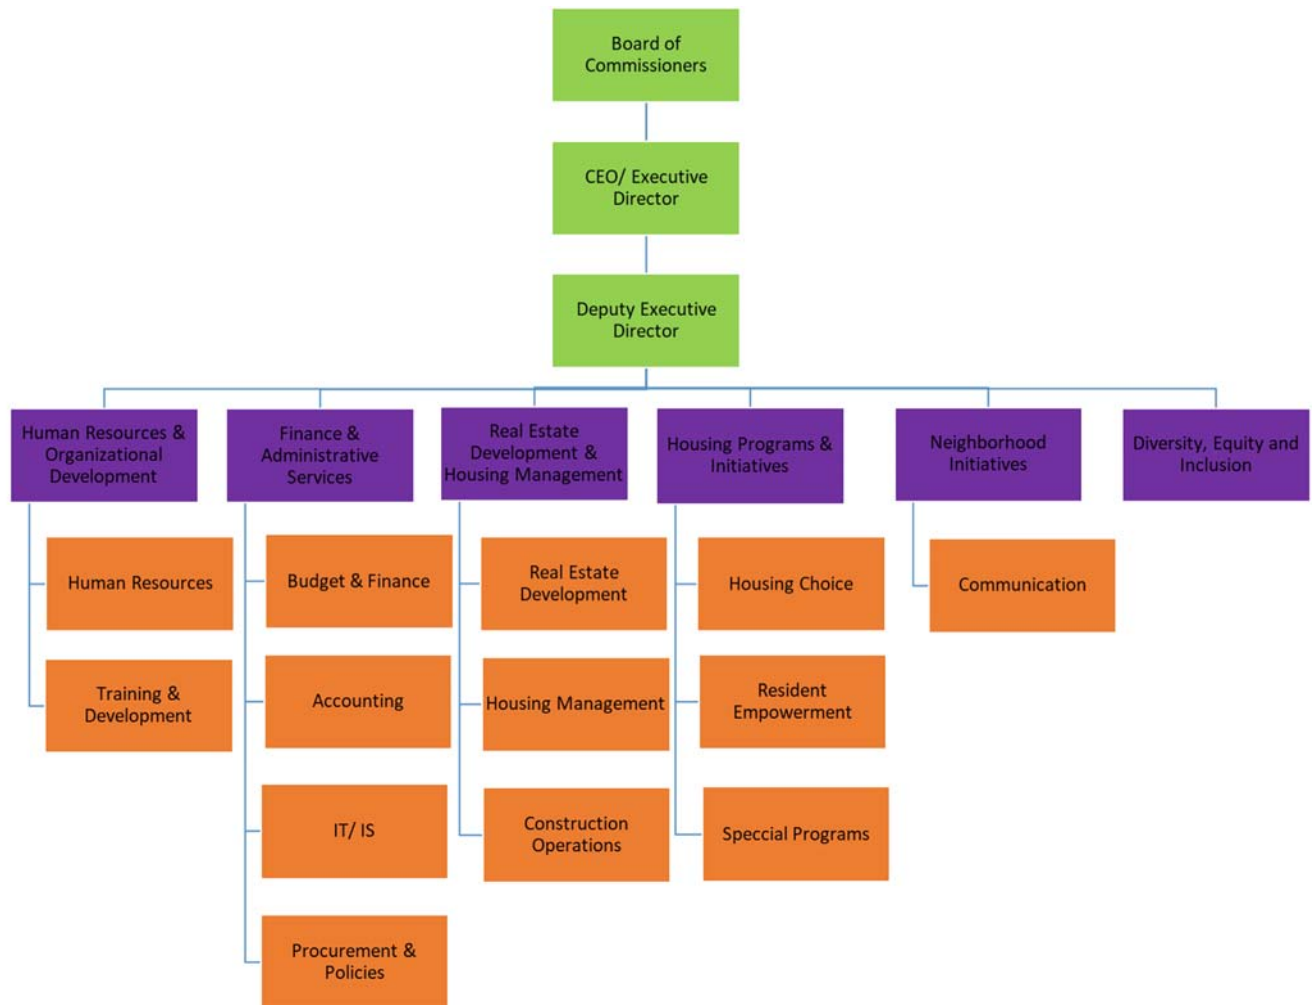 Board of
Commissioners
CEO/ Executive
Director
Deputy Executive
Director
Human Resources &
Organizational
Development
Finance &
Administrative
Services
Real Estate
Development &
Housing Management
Housing Programs &
Initiatives
Neighborhood
Initiatives
Diversity, Equity and
Inclusion
Human Resources
Training &
Development
Budget & Finance
Accounting
IT/ IS
Procurement &
Policies
Real Estate
Development
Housing Management
Construction
Operations
Housing Choice
Resident
Empowerment
Speccial Programs
Communication